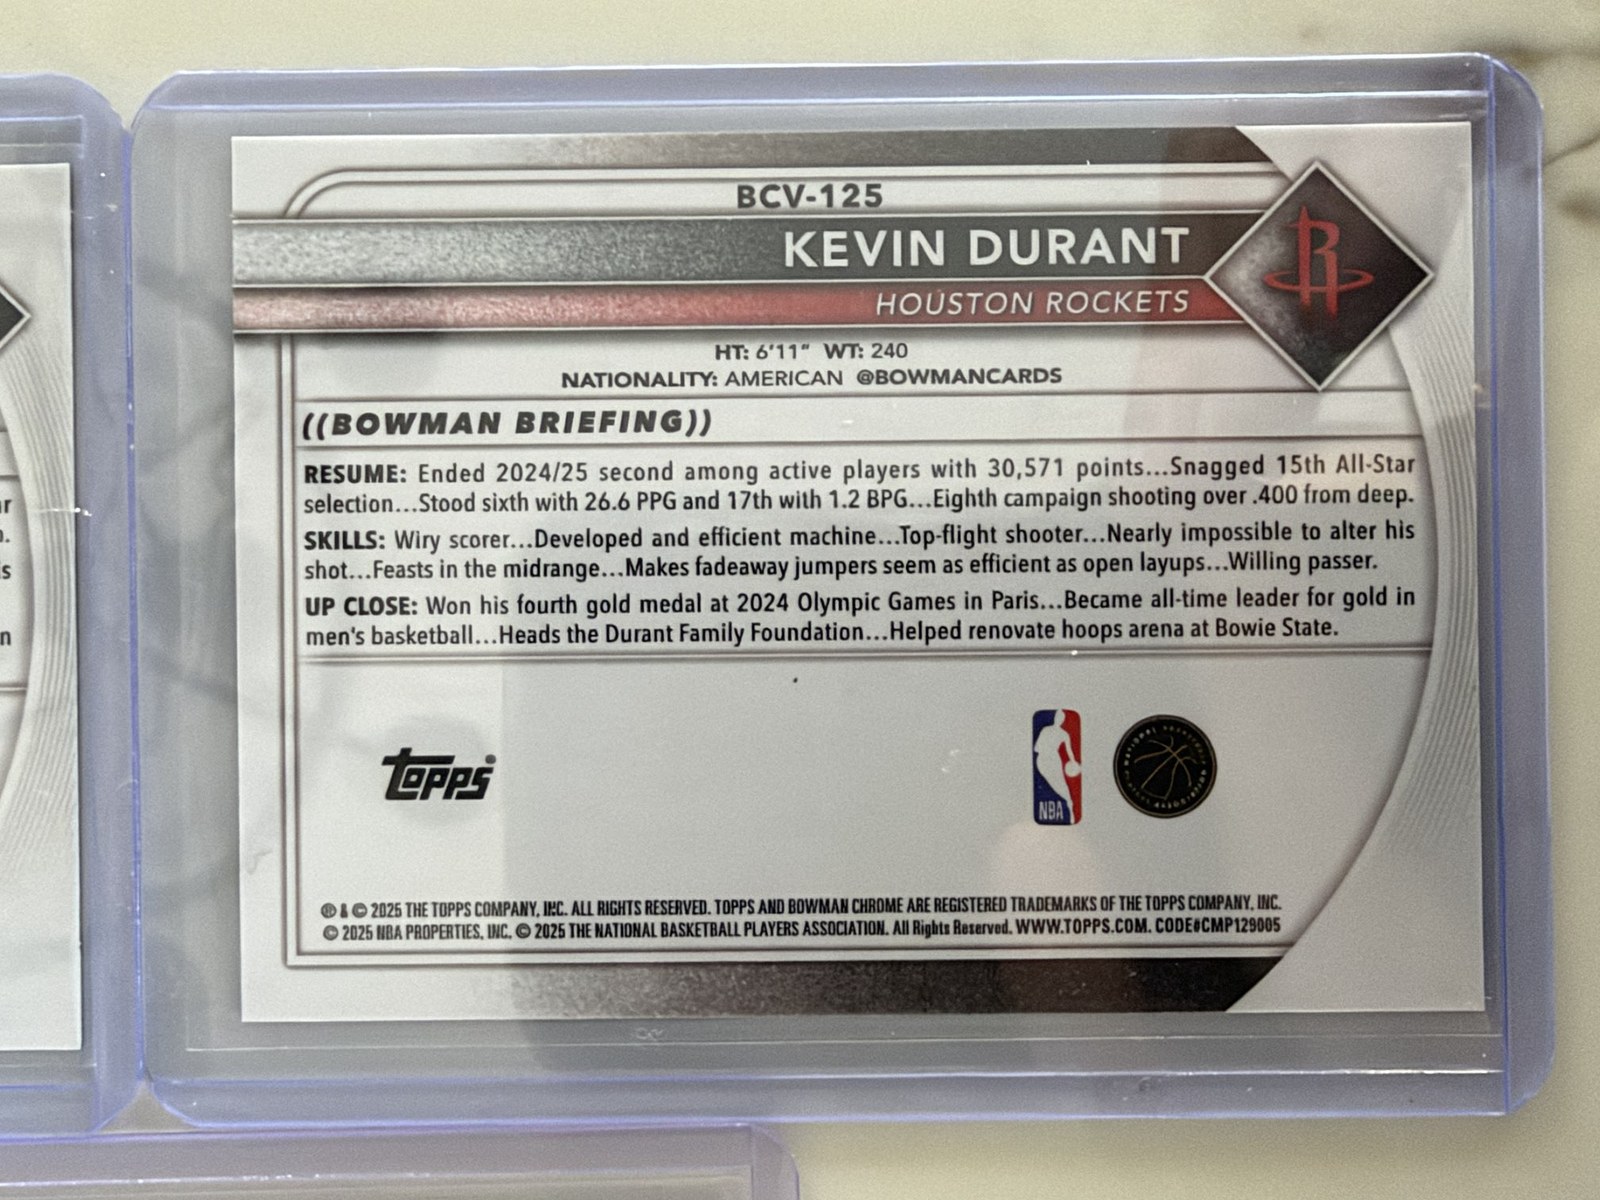 BCV-125
KEVIN DURANT
HOUSTON ROCKETS
R
HT: 6'11" WT: 240
NATIONALITY: AMERICAN @BOWMANCARDS
((BOWMAN BRIEFING))
RESUME: Ended 2024/25 second among active players with 30,571 points...Snagged 15th All-Star
selection...Stood sixth with 26.6 PPG and 17th with 1.2 BPG...Eighth campaign shooting over .400 from deep.
SKILLS: Wiry scorer...Developed and efficient machine...Top-flight shooter...Nearly impossible to alter his
shot...Feasts in the midrange...Makes fadeaway jumpers seem as efficient as open layups...Willing passer.
UP CLOSE: Won his fourth gold medal at 2024 Olympic Games in Paris...Became all-time leader for gold in
men's basketball...Heads the Durant Family Foundation...Helped renovate hoops arena at Bowie State.
topps
NBA
® & © 2025 THE TOPPS COMPANY, INC. ALL RIGHTS RESERVED. TOPPS AND BOWMAN CHROME ARE REGISTERED TRADEMARKS OF THE TOPPS COMPANY, INC.
© 2025 NBA PROPERTIES, INC. © 2025 THE NATIONAL BASKETBALL PLAYERS ASSOCIATION. All Rights Reserved. WWW.TOPPS.COM. CODE#CMP129005